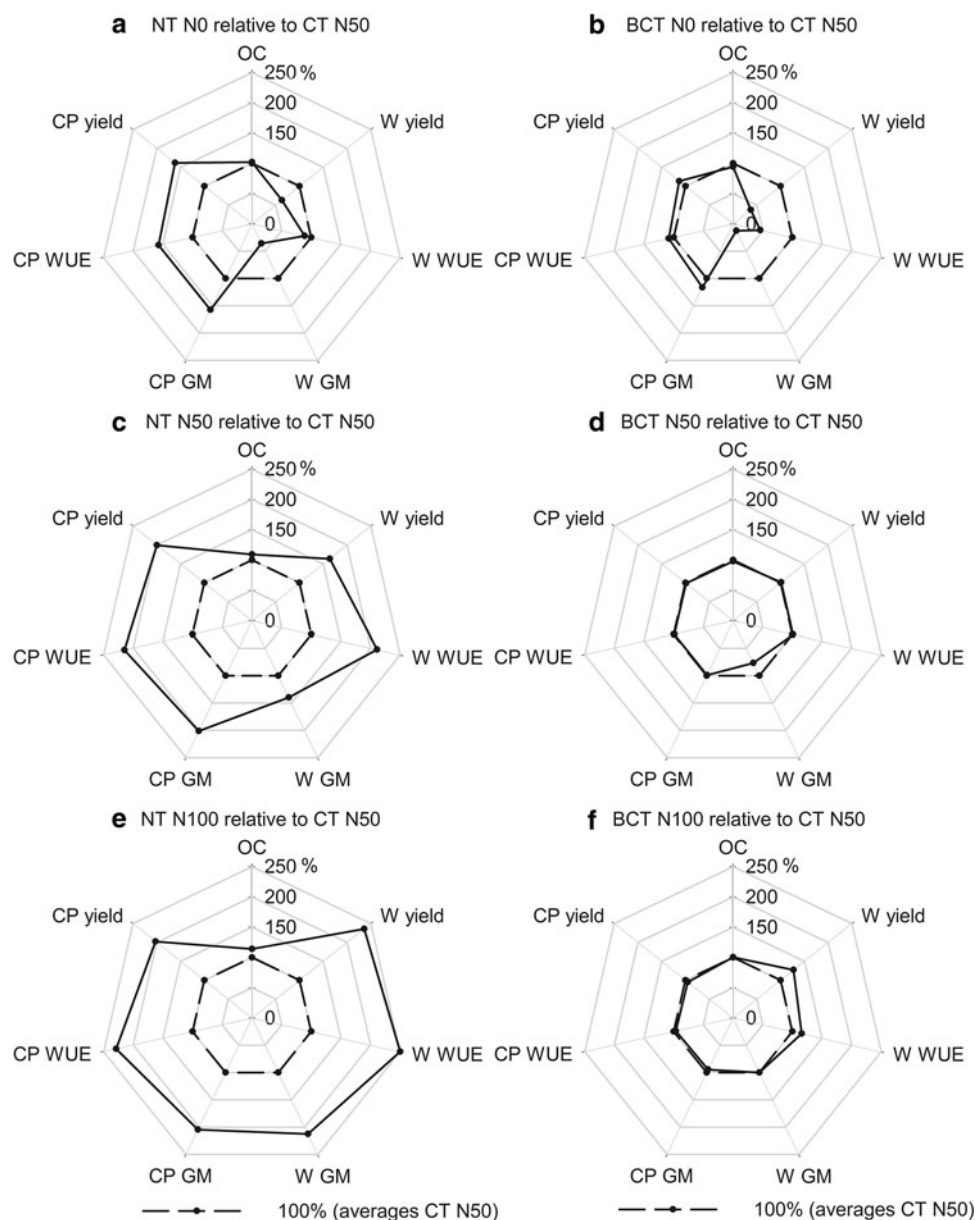 a NT N0 relative to CT N50
OC
250 %
200
150
0
W yield
W WUE
W GM
CP GM
CP WUE
CP yield
b BCT N0 relative to CT N50
OC
250 %
200
150
0
W yield
W WUE
W GM
CP GM
CP WUE
CP yield
c NT N50 relative to CT N50
OC
250 %
200
150
0
W yield
W WUE
W GM
CP GM
CP WUE
CP yield
d BCT N50 relative to CT N50
OC
250 %
200
150
0
W yield
W WUE
W GM
CP GM
CP WUE
CP yield
e NT N100 relative to CT N50
OC
250 %
200
150
0
W yield
W WUE
W GM
CP GM
CP WUE
CP yield
f BCT N100 relative to CT N50
OC
250 %
200
150
0
W yield
W WUE
W GM
CP GM
CP WUE
CP yield
100% (averages CT N50)
100% (averages CT N50)